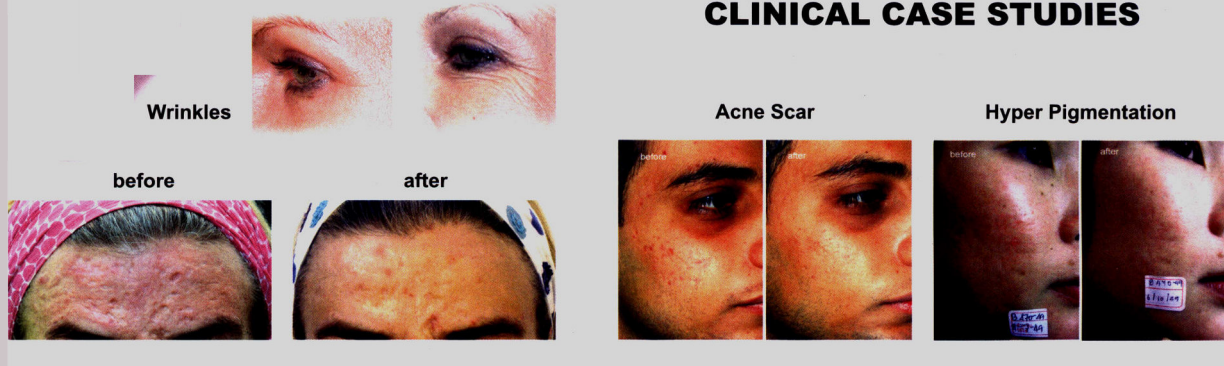 CLINICAL CASE STUDIES
Wrinkles
before
after
Acne Scar
before
after
Hyper Pigmentation
before
after